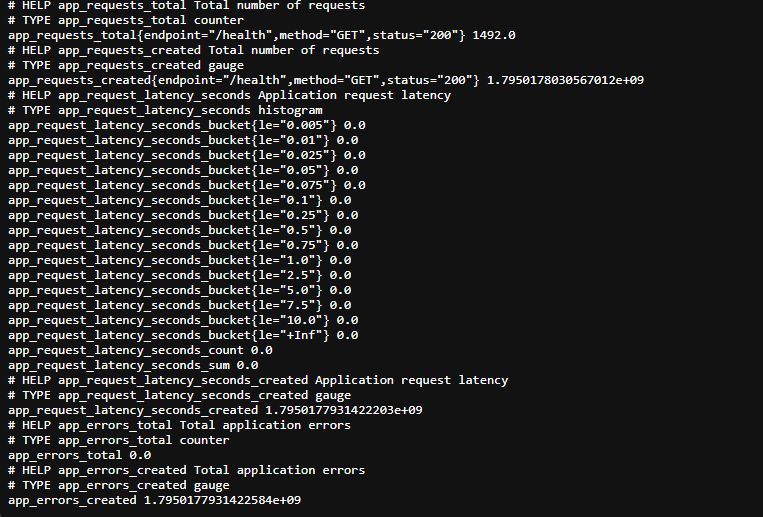 # HELP app_requests_total Total number of requests
# TYPE app_requests_total counter
app_requests_total{endpoint="/health",method="GET",status="200"} 1492.0
# HELP app_requests_created Total number of requests
# TYPE app_requests_created gauge
app_requests_created{endpoint="/health",method="GET",status="200"} 1.7950178030567012e+09
# HELP app_request_latency_seconds Application request latency
# TYPE app_request_latency_seconds histogram
app_request_latency_seconds_bucket{le="0.005"} 0.0
app_request_latency_seconds_bucket{le="0.01"} 0.0
app_request_latency_seconds_bucket{le="0.025"} 0.0
app_request_latency_seconds_bucket{le="0.05"} 0.0
app_request_latency_seconds_bucket{le="0.075"} 0.0
app_request_latency_seconds_bucket{le="0.1"} 0.0
app_request_latency_seconds_bucket{le="0.25"} 0.0
app_request_latency_seconds_bucket{le="0.5"} 0.0
app_request_latency_seconds_bucket{le="0.75"} 0.0
app_request_latency_seconds_bucket{le="1.0"} 0.0
app_request_latency_seconds_bucket{le="2.5"} 0.0
app_request_latency_seconds_bucket{le="5.0"} 0.0
app_request_latency_seconds_bucket{le="7.5"} 0.0
app_request_latency_seconds_bucket{le="10.0"} 0.0
app_request_latency_seconds_bucket{le="+Inf"} 0.0
app_request_latency_seconds_count 0.0
app_request_latency_seconds_sum 0.0
# HELP app_request_latency_seconds_created Application request latency
# TYPE app_request_latency_seconds_created gauge
app_request_latency_seconds_created 1.7950177931422203e+09
# HELP app_errors_total Total application errors
# TYPE app_errors_total counter
app_errors_total 0.0
# HELP app_errors_created Total application errors
# TYPE app_errors_created gauge
app_errors_created 1.7950177931422584e+09